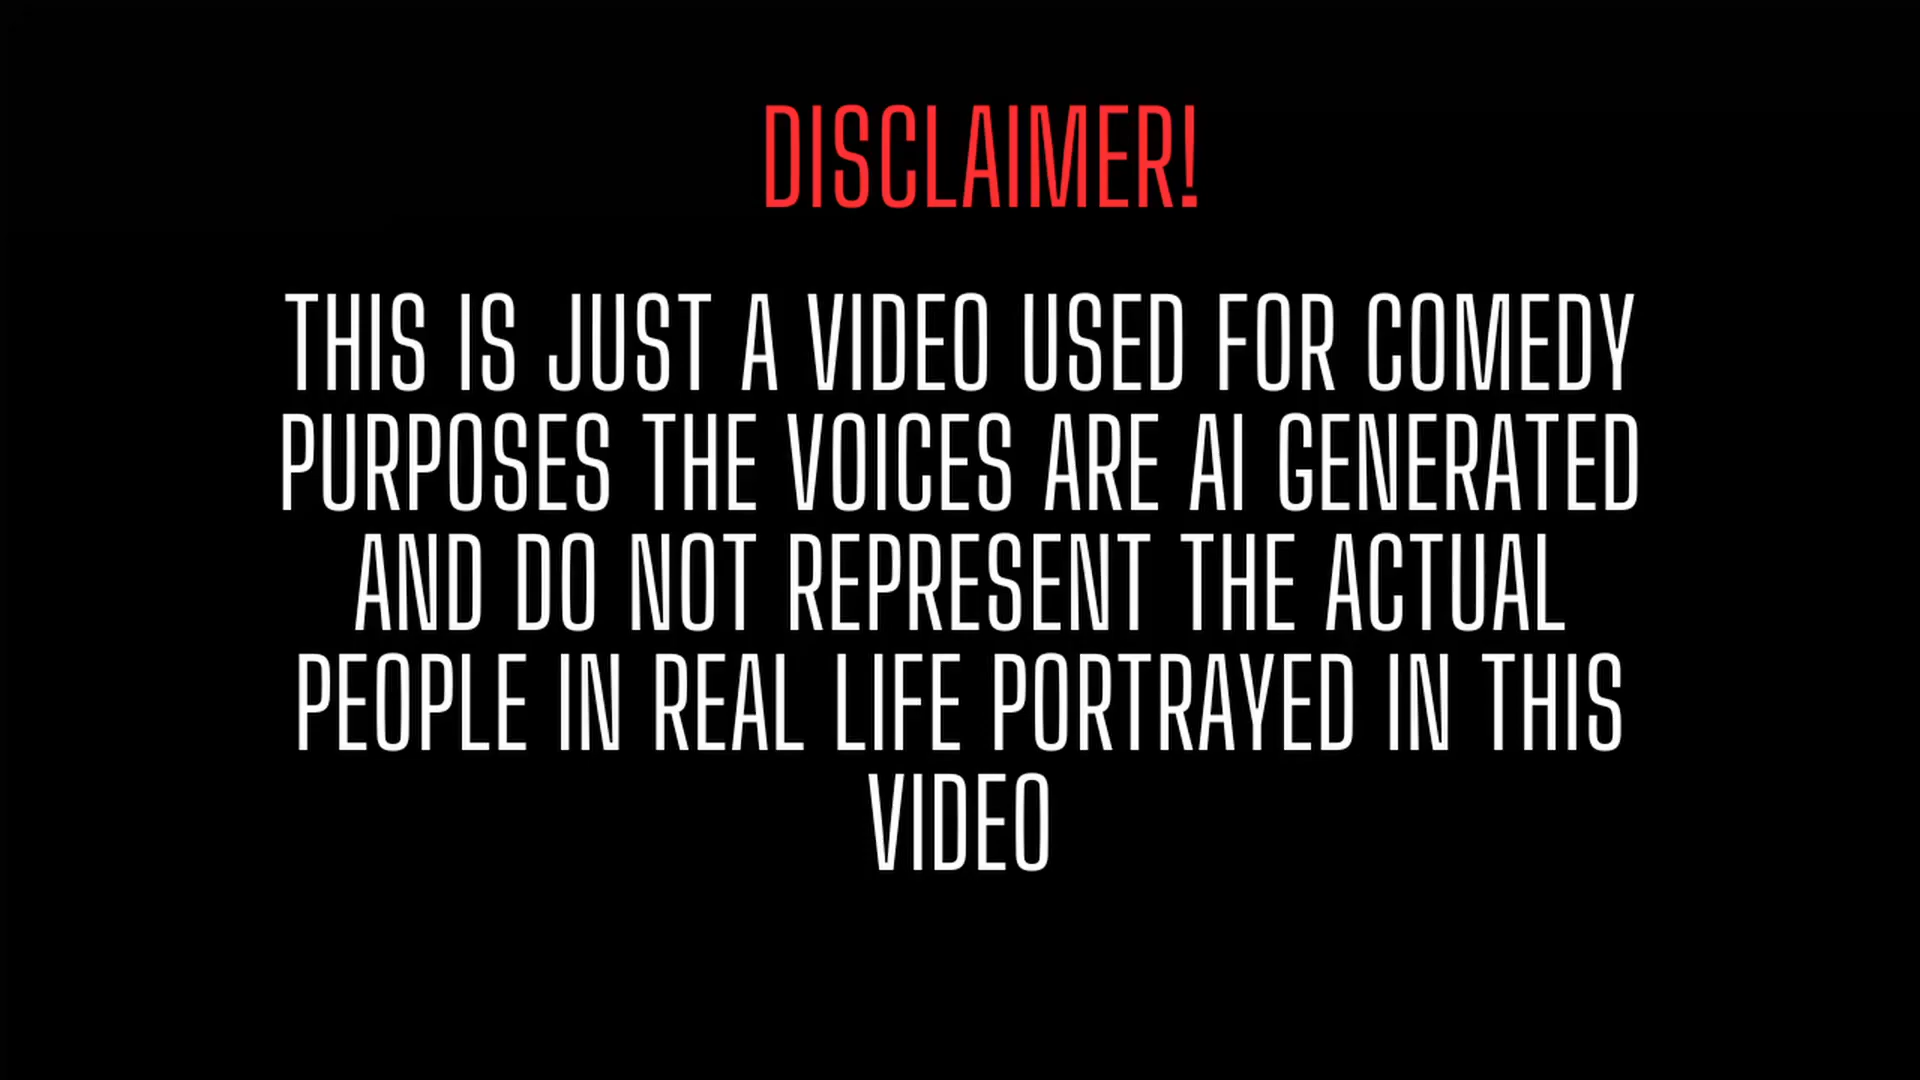 DISCLAIMER!
THIS IS JUST A VIDEO USED FOR COMEDY
PURPOSES THE VOICES ARE AI GENERATED
AND DO NOT REPRESENT THE ACTUAL
PEOPLE IN REAL LIFE PORTRAYED IN THIS
VIDEO